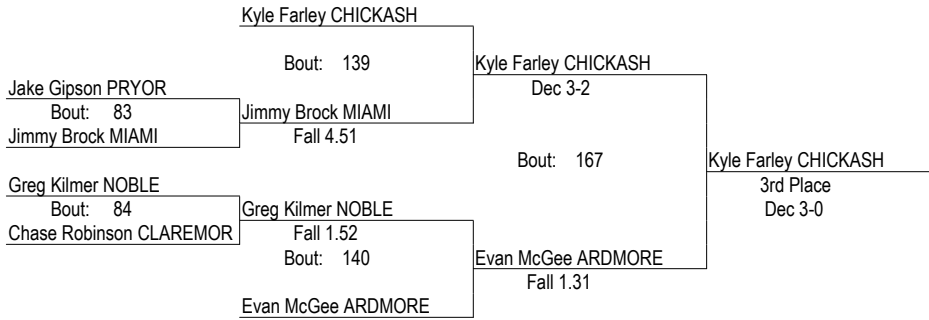 Kyle Farley CHICKASH
Bout: 139
Kyle Farley CHICKASH
Dec 3-2
Jake Gipson PRYOR
Bout: 83
Jimmy Brock MIAMI
Jimmy Brock MIAMI
Fall 4.51
Bout: 167
Kyle Farley CHICKASH
3rd Place
Dec 3-0
Greg Kilmer NOBLE
Bout: 84
Chase Robinson CLAREMOR
Greg Kilmer NOBLE
Fall 1.52
Bout: 140
Evan McGee ARDMORE
Fall 1.31
Evan McGee ARDMORE